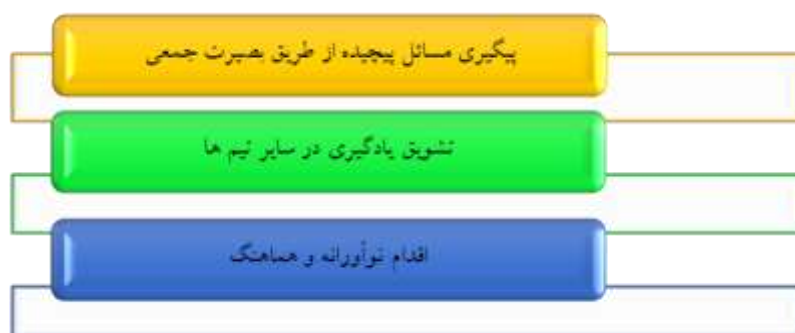 پیگیری مسائل پیچیده از طریق بصیرت جمعی
تشویق یادگیری در سایر تیم ها
اقدام نوآورانه و هماهنگ